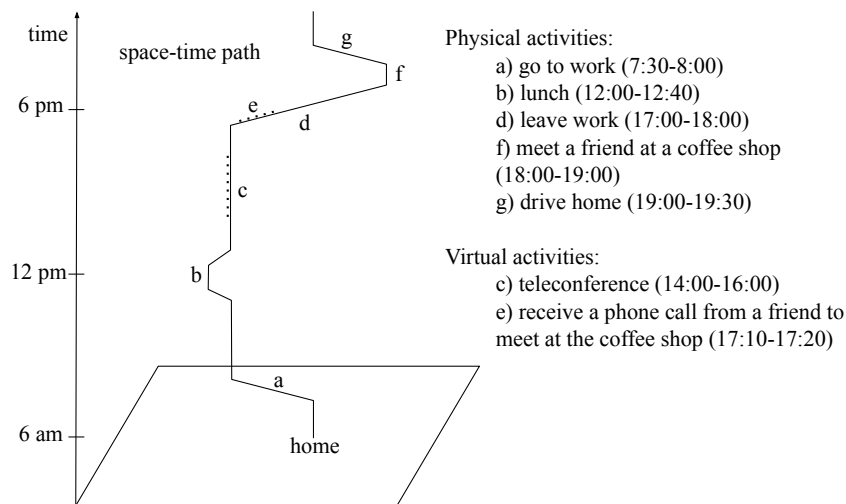 time
space-time path
g
f
e
6 pm
d
c
12 pm
b
a
6 am
home
Physical activities:
a) go to work (7:30-8:00)
b) lunch (12:00-12:40)
d) leave work (17:00-18:00)
f) meet a friend at a coffee shop
(18:00-19:00)
g) drive home (19:00-19:30)
Virtual activities:
c) teleconference (14:00-16:00)
e) receive a phone call from a friend to
meet at the coffee shop (17:10-17:20)